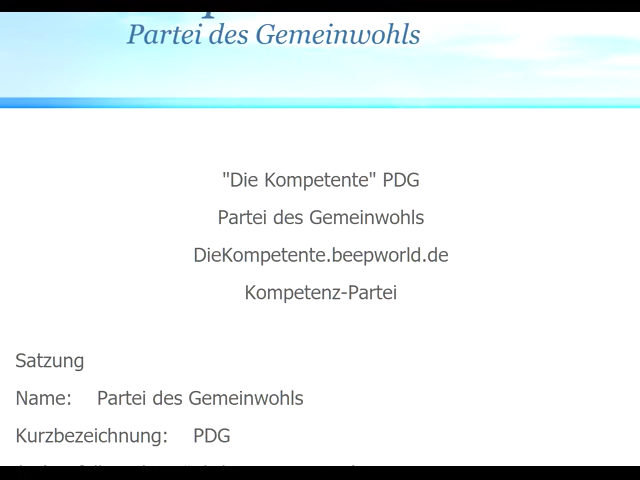 Partei des Gemeinwohls
"Die Kompetente" PDG
Partei des Gemeinwohls
DieKompetente.beepworld.de
Kompetenz-Partei
Satzung
Name: Partei des Gemeinwohls
Kurzbezeichnung: PDG